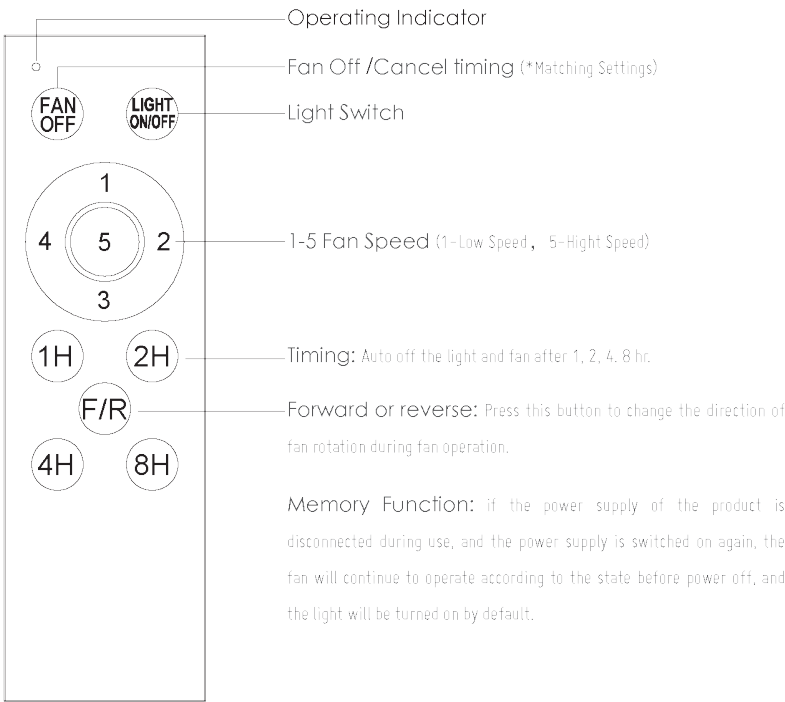 Operating Indicator
Fan Off /Cancel timing (*Matching Settings)
FAN
OFF
LIGHT
ON/OFF
Light Switch
1
4 5 2
3
1-5 Fan Speed (1-Low Speed, 5-Hight Speed)
1H 2H
Timing: Auto off the light and fan after 1, 2, 4. 8 hr.
F/R
Forward or reverse: Press this button to change the direction of
fan rotation during fan operation.
4H 8H
Memory Function: if the power supply of the product is
disconnected during use, and the power supply is switched on again, the
fan will continue to operate according to the state before power off, and
the light will be turned on by default.